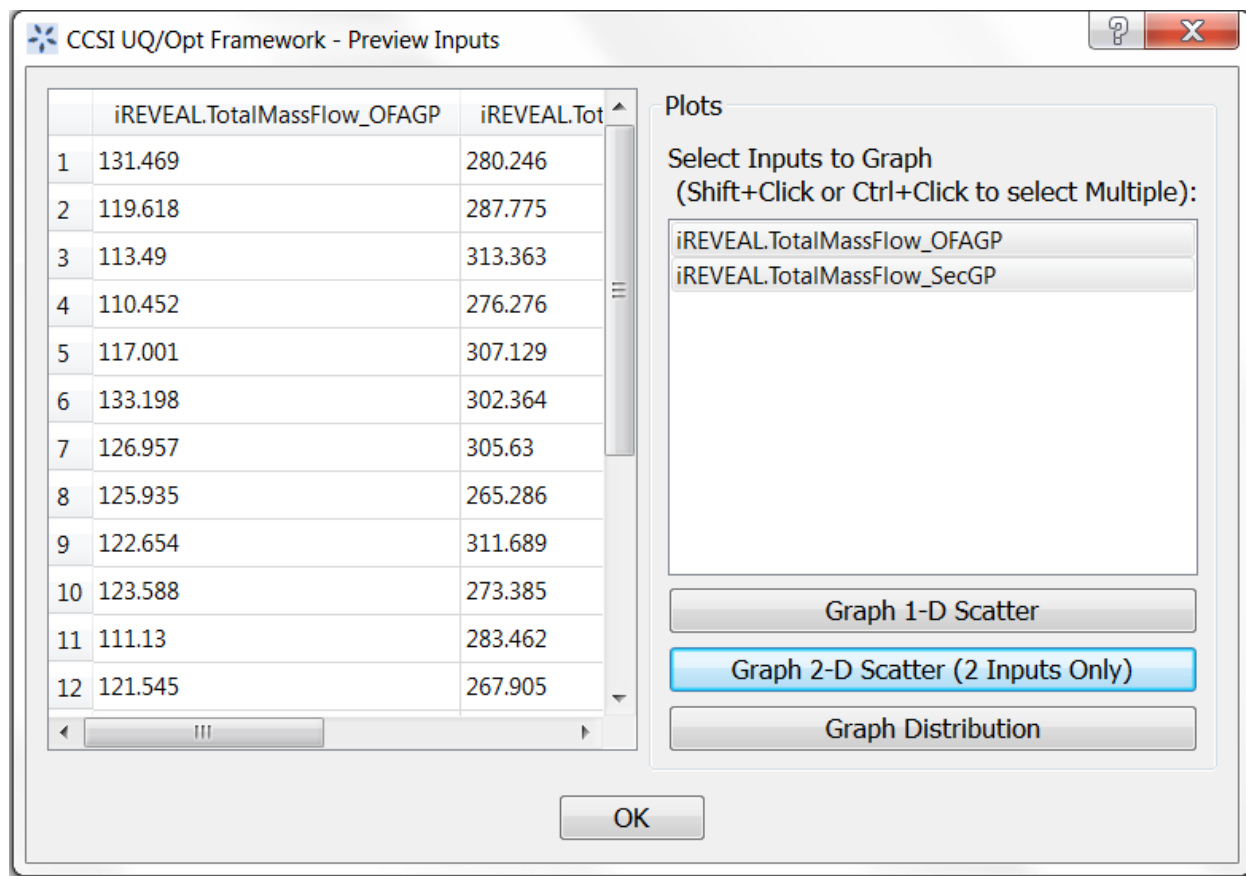 CCSI UQ/Opt Framework - Preview Inputs
iREVEAL.TotalMassFlow_OFAGP iREVEAL.Tot
1 131.469 280.246
2 119.618 287.775
3 113.49 313.363
4 110.452 276.276
5 117.001 307.129
6 133.198 302.364
7 126.957 305.63
8 125.935 265.286
9 122.654 311.689
10 123.588 273.385
11 111.13 283.462
12 121.545 267.905
Plots
Select Inputs to Graph
(Shift+Click or Ctrl+Click to select Multiple):
iREVEAL.TotalMassFlow_OFAGP
iREVEAL.TotalMassFlow_SecGP
Graph 1-D Scatter
Graph 2-D Scatter (2 Inputs Only)
Graph Distribution
OK